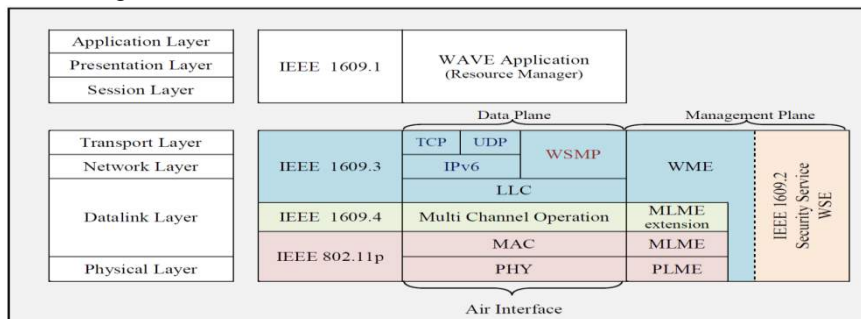 Application Layer
Presentation Layer
Session Layer
IEEE 1609.1
WAVE Application
(Resource Manager)
Data Plane
Management Plane
Transport Layer
Network Layer
Datalink Layer
Physical Layer
IEEE 1609.3
TCP
UDP
WSMP
IPv6
LLC
WME
IEEE 1609.4
Multi Channel Operation
MLME
extension
IEEE 802.11p
MAC
MLME
PHY
PLME
IEEE 1609.2
Security Service
WSE
Air Interface